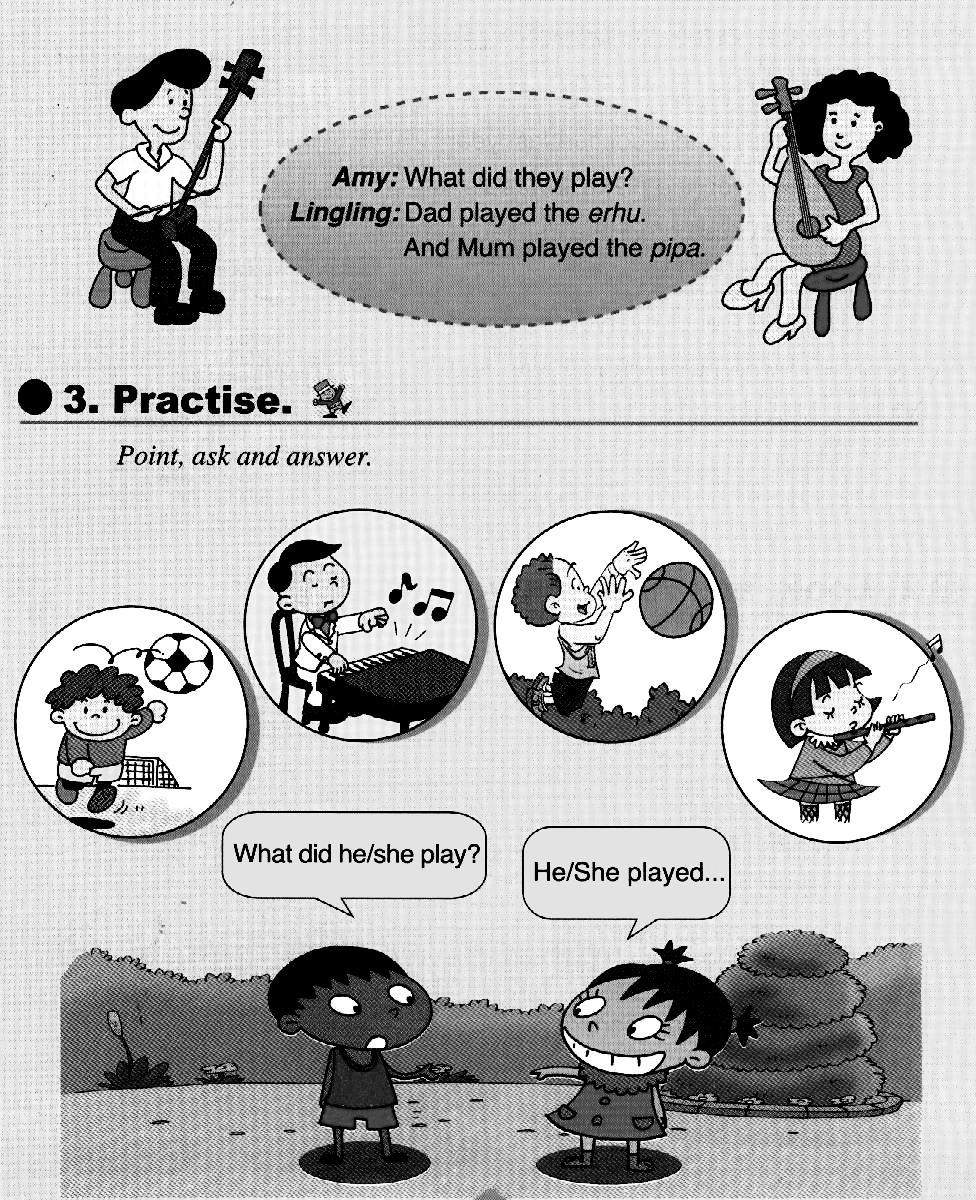 Amy: What did they play?
Lingling: Dad played the erhu.
And Mum played the pipa.
3. Practise.
Point, ask and answer.
What did he/she play?
He/She played...